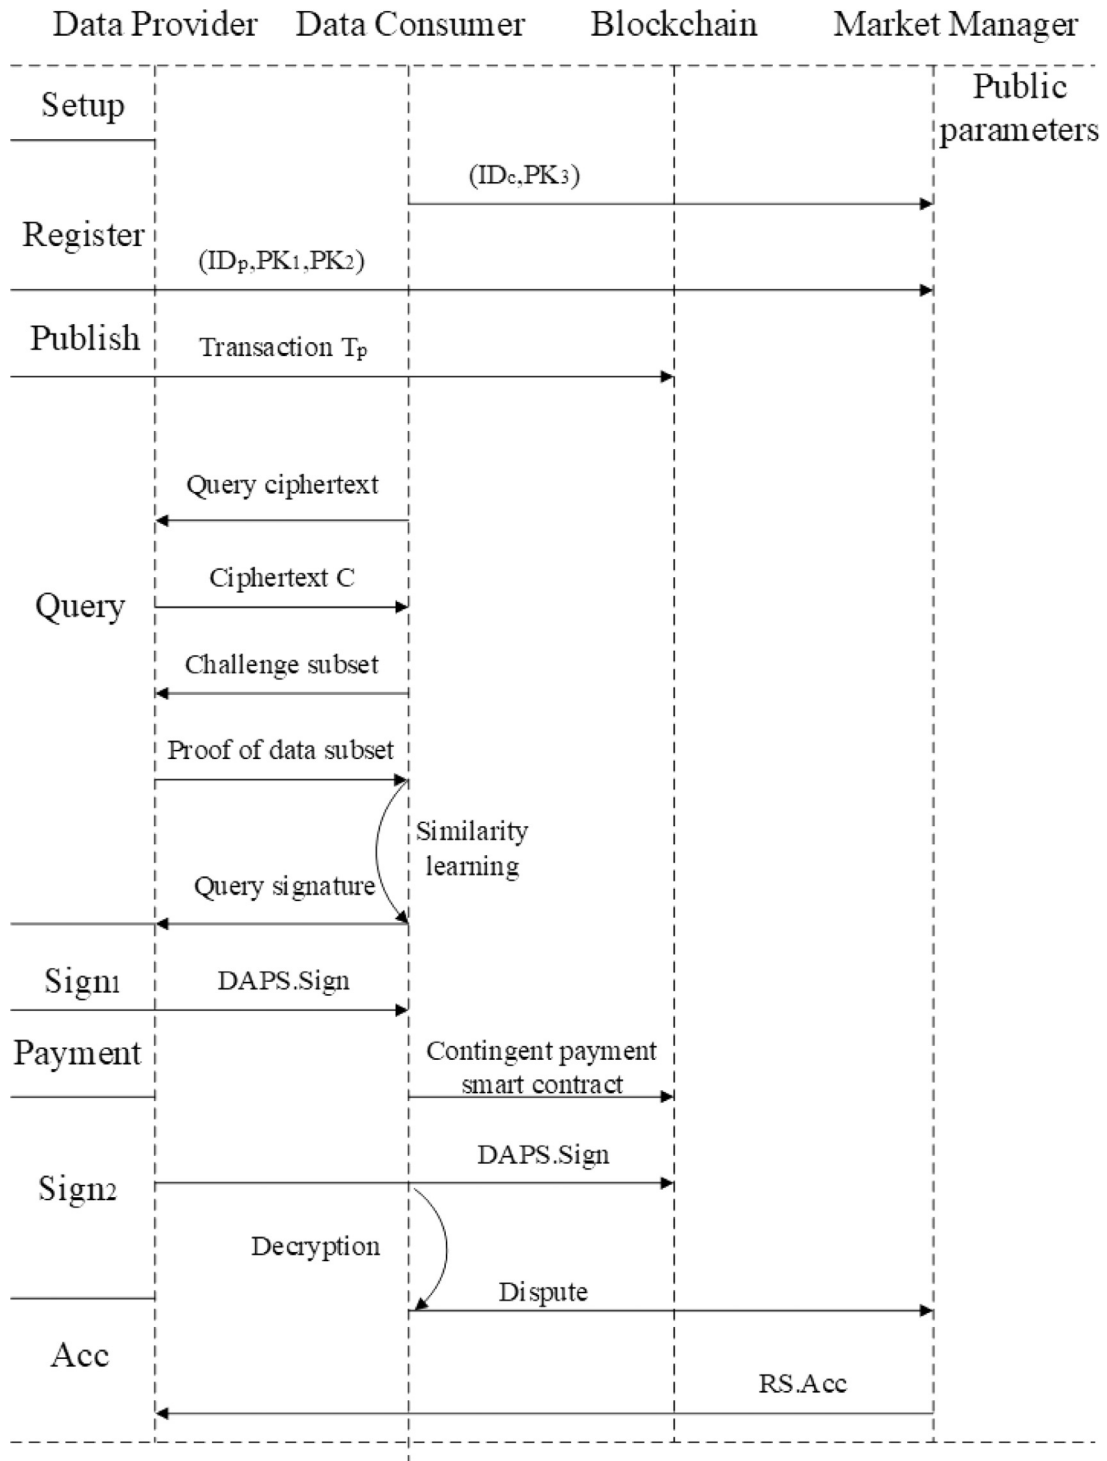 Data Provider Data Consumer Blockchain Market Manager
Setup
Public
parameters
(IDc,PK3)
Register
(IDp,PK1,PK2)
Publish
Transaction Tp
Query ciphertext
Ciphertext C
Query
Challenge subset
Proof of data subset
Similarity
learning
Query signature
Sign1
DAPS.Sign
Payment
Contingent payment
smart contract
DAPS.Sign
Sign2
Decryption
Dispute
Acc
RS.Acc